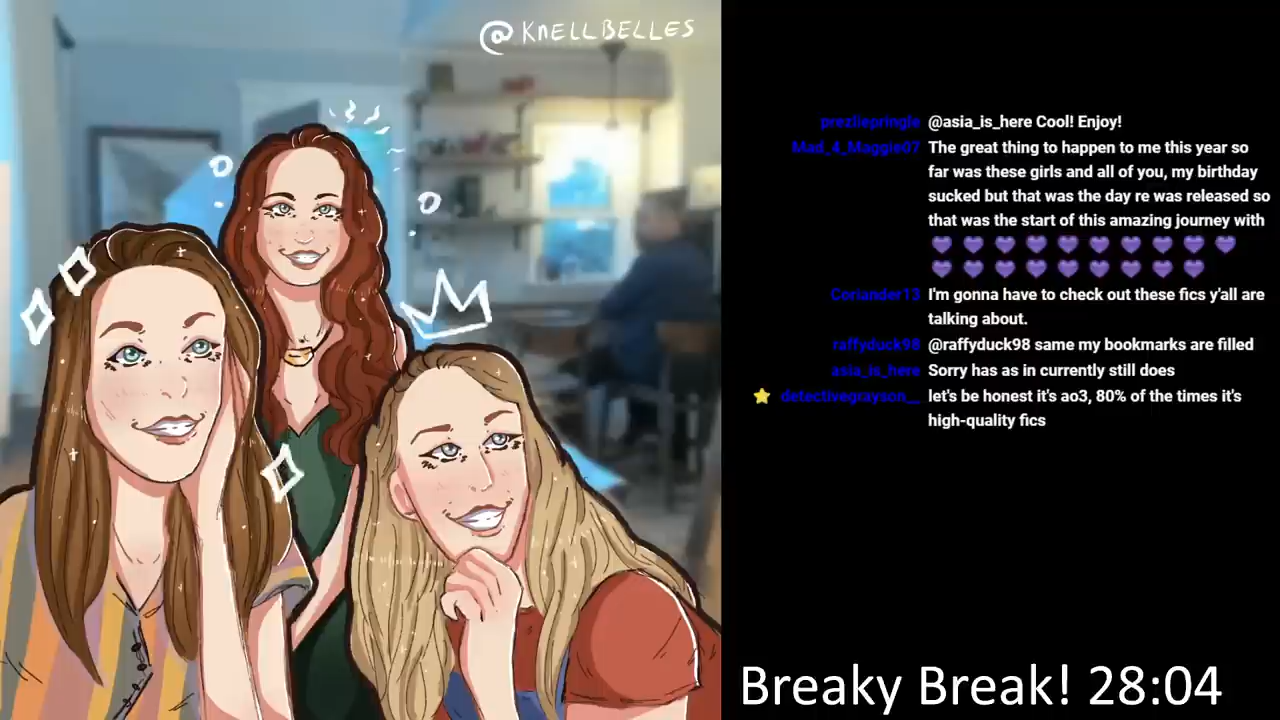 @KNELLBELLES
prezliepringle @asia_is_here Cool! Enjoy!
Mad_4_Maggie07 The great thing to happen to me this year so
far was these girls and all of you, my birthday
sucked but that was the day re was released so
that was the start of this amazing journey with
Coriander13 I'm gonna have to check out these fics y'all are
talking about.
raffyduck98 @raffyduck98 same my bookmarks are filled
asia_is_here Sorry has as in currently still does
detectivegrayson__ let's be honest it's ao3, 80% of the times it's
high-quality fics
Breaky Break! 28:04